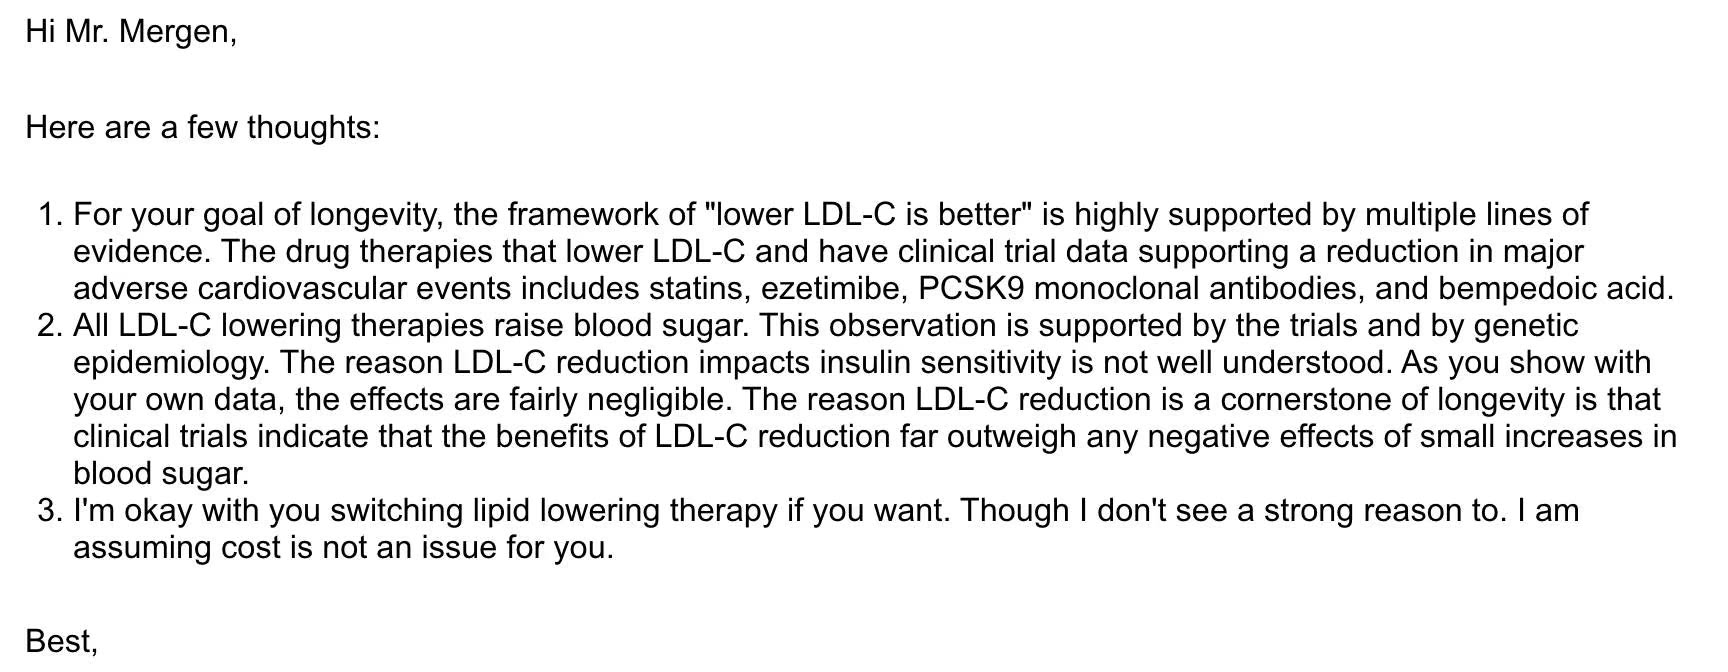 Hi Mr. Mergen,
Here are a few thoughts:
1. For your goal of longevity, the framework of "lower LDL-C is better" is highly supported by multiple lines of
evidence. The drug therapies that lower LDL-C and have clinical trial data supporting a reduction in major
adverse cardiovascular events includes statins, ezetimibe, PCSK9 monoclonal antibodies, and bempedoic acid.
2. All LDL-C lowering therapies raise blood sugar. This observation is supported by the trials and by genetic
epidemiology. The reason LDL-C reduction impacts insulin sensitivity is not well understood. As you show with
your own data, the effects are fairly negligible. The reason LDL-C reduction is a cornerstone of longevity is that
clinical trials indicate that the benefits of LDL-C reduction far outweigh any negative effects of small increases in
blood sugar.
3. I'm okay with you switching lipid lowering therapy if you want. Though I don't see a strong reason to. I am
assuming cost is not an issue for you.
Best,